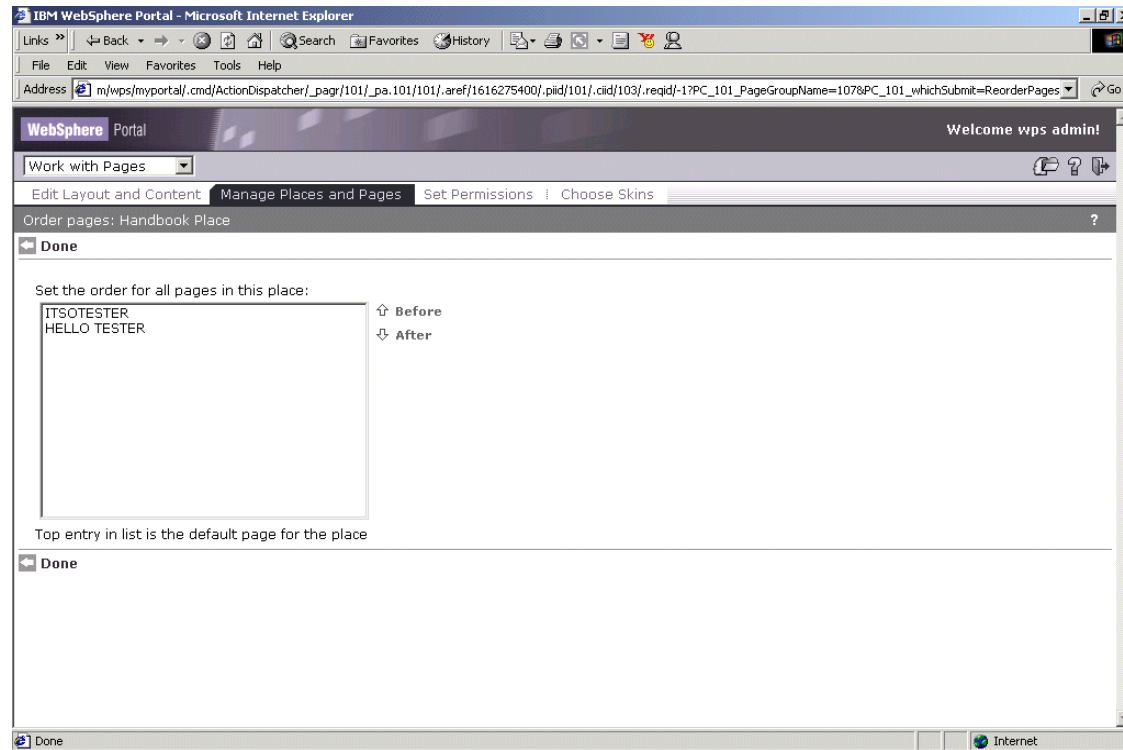 IBM WebSphere Portal - Microsoft Internet Explorer
Links » Back Search Favorites History
File Edit View Favorites Tools Help
Address m/wps/myportal/.cmd/ActionDispatcher/_pagr/101/_pa.101/101/.aref/1616275400/.piid/101/.ciid/103/.reqid/-1?PC_101_PageGroupName=107&PC_101_whichSubmit=ReorderPages Go
WebSphere Portal Welcome wps admin!
Work with Pages ?
Edit Layout and Content Manage Places and Pages Set Permissions Choose Skins
Order pages: Handbook Place ?
Done
Set the order for all pages in this place:
ITSOTESTER Before
HELLO TESTER
After
Top entry in list is the default page for the place
Done
Done Internet